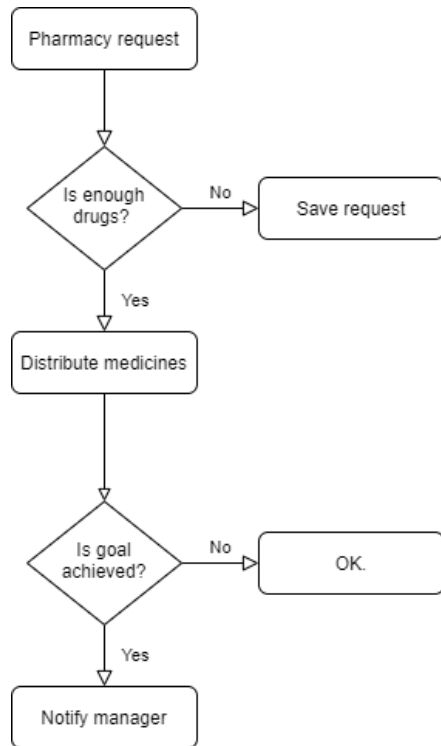 Pharmacy request
Is enough
drugs?
No
Save request
Yes
Distribute medicines
Is goal
achieved?
No
OK.
Yes
Notify manager